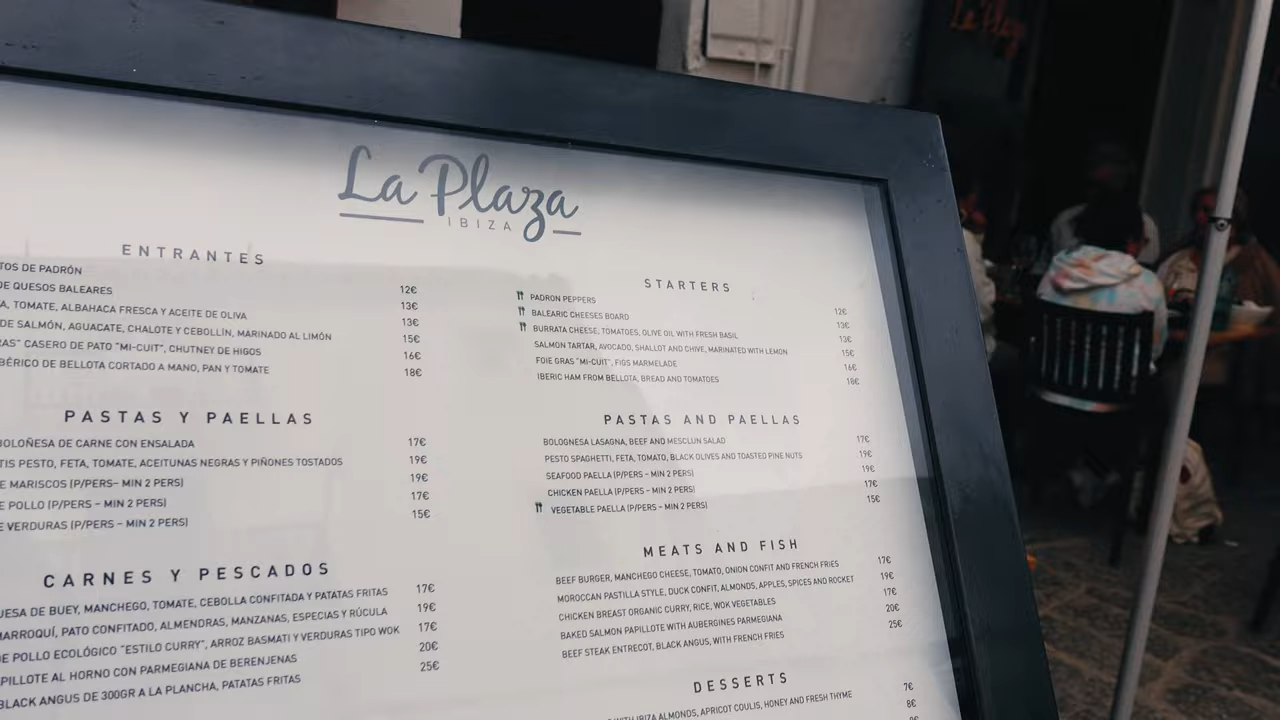 La Plaza
La Plaza
IBIZA
ENTRANTES
TOS DE PADRÓN
DE QUESOS BALEARES 12€
A, TOMATE, ALBAHACA FRESCA Y ACEITE DE OLIVA 13€
DE SALMÓN, AGUACATE, CHALOTE Y CEBOLLÍN, MARINADO AL LIMÓN 13€
RAS" CASERO DE PATO "MI-CUIT", CHUTNEY DE HIGOS 15€
BÉRICO DE BELLOTA CORTADO A MANO, PAN Y TOMATE 16€
18€
PASTAS Y PAELLAS
BOLOÑESA DE CARNE CON ENSALADA 17€
TIS PESTO, FETA, TOMATE, ACEITUNAS NEGRAS Y PIÑONES TOSTADOS 19€
E MARISCOS (P/PERS– MIN 2 PERS) 19€
E POLLO (P/PERS – MIN 2 PERS) 17€
E VERDURAS (P/PERS – MIN 2 PERS) 15€
CARNES Y PESCADOS
UESA DE BUEY, MANCHEGO, TOMATE, CEBOLLA CONFITADA Y PATATAS FRITAS 17€
MARROQUÍ, PATO CONFITADO, ALMENDRAS, MANZANAS, ESPECIAS Y RÚCULA 19€
DE POLLO ECOLÓGICO "ESTILO CURRY", ARROZ BASMATI Y VERDURAS TIPO WOK 17€
PILLOTE AL HORNO CON PARMEGIANA DE BERENJENAS 20€
BLACK ANGUS DE 300GR A LA PLANCHA, PATATAS FRITAS 25€
STARTERS
PADRON PEPPERS 12€
BALEARIC CHEESES BOARD 13€
BURRATA CHEESE, TOMATOES, OLIVE OIL WITH FRESH BASIL 13€
SALMON TARTAR, AVOCADO, SHALLOT AND CHIVE, MARINATED WITH LEMON 15€
FOIE GRAS "MI-CUIT", FIGS MARMELADE 16€
IBERIC HAM FROM BELLOTA, BREAD AND TOMATOES 18€
PASTAS AND PAELLAS
BOLOGNESA LASAGNA, BEEF AND MESCLUN SALAD 17€
PESTO SPAGHETTI, FETA, TOMATO, BLACK OLIVES AND TOASTED PINE NUTS 19€
SEAFOOD PAELLA (P/PERS – MIN 2 PERS) 19€
CHICKEN PAELLA (P/PERS – MIN 2 PERS) 17€
VEGETABLE PAELLA (P/PERS – MIN 2 PERS) 15€
MEATS AND FISH
BEEF BURGER, MANCHEGO CHEESE, TOMATO, ONION CONFIT AND FRENCH FRIES 17€
MOROCCAN PASTILLA STYLE, DUCK CONFIT, ALMONDS, APPLES, SPICES AND ROCKET 19€
CHICKEN BREAST ORGANIC CURRY, RICE, WOK VEGETABLES 17€
BAKED SALMON PAPILLOTE WITH AUBERGINES PARMEGIANA 20€
BEEF STEAK ENTRECOT, BLACK ANGUS, WITH FRENCH FRIES 25€
DESSERTS
WITH IBIZA ALMONDS, APRICOT COULIS, HONEY AND FRESH THYME 7€
8€